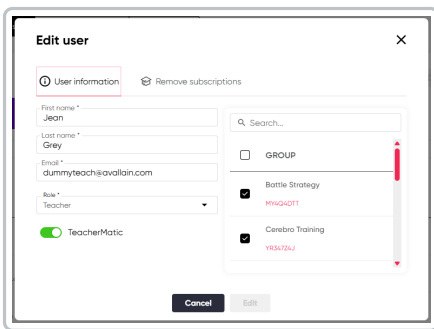 Edit user
User information
Remove subscriptions
First name *
Jean
Last name *
Grey
Email *
dummyteach@avallain.com
Role *
Teacher
TeacherMatic
Search...
GROUP
Battle Strategy
MY4Q4DTT
Cerebro Training
YR347Z4J
Cancel
Edit